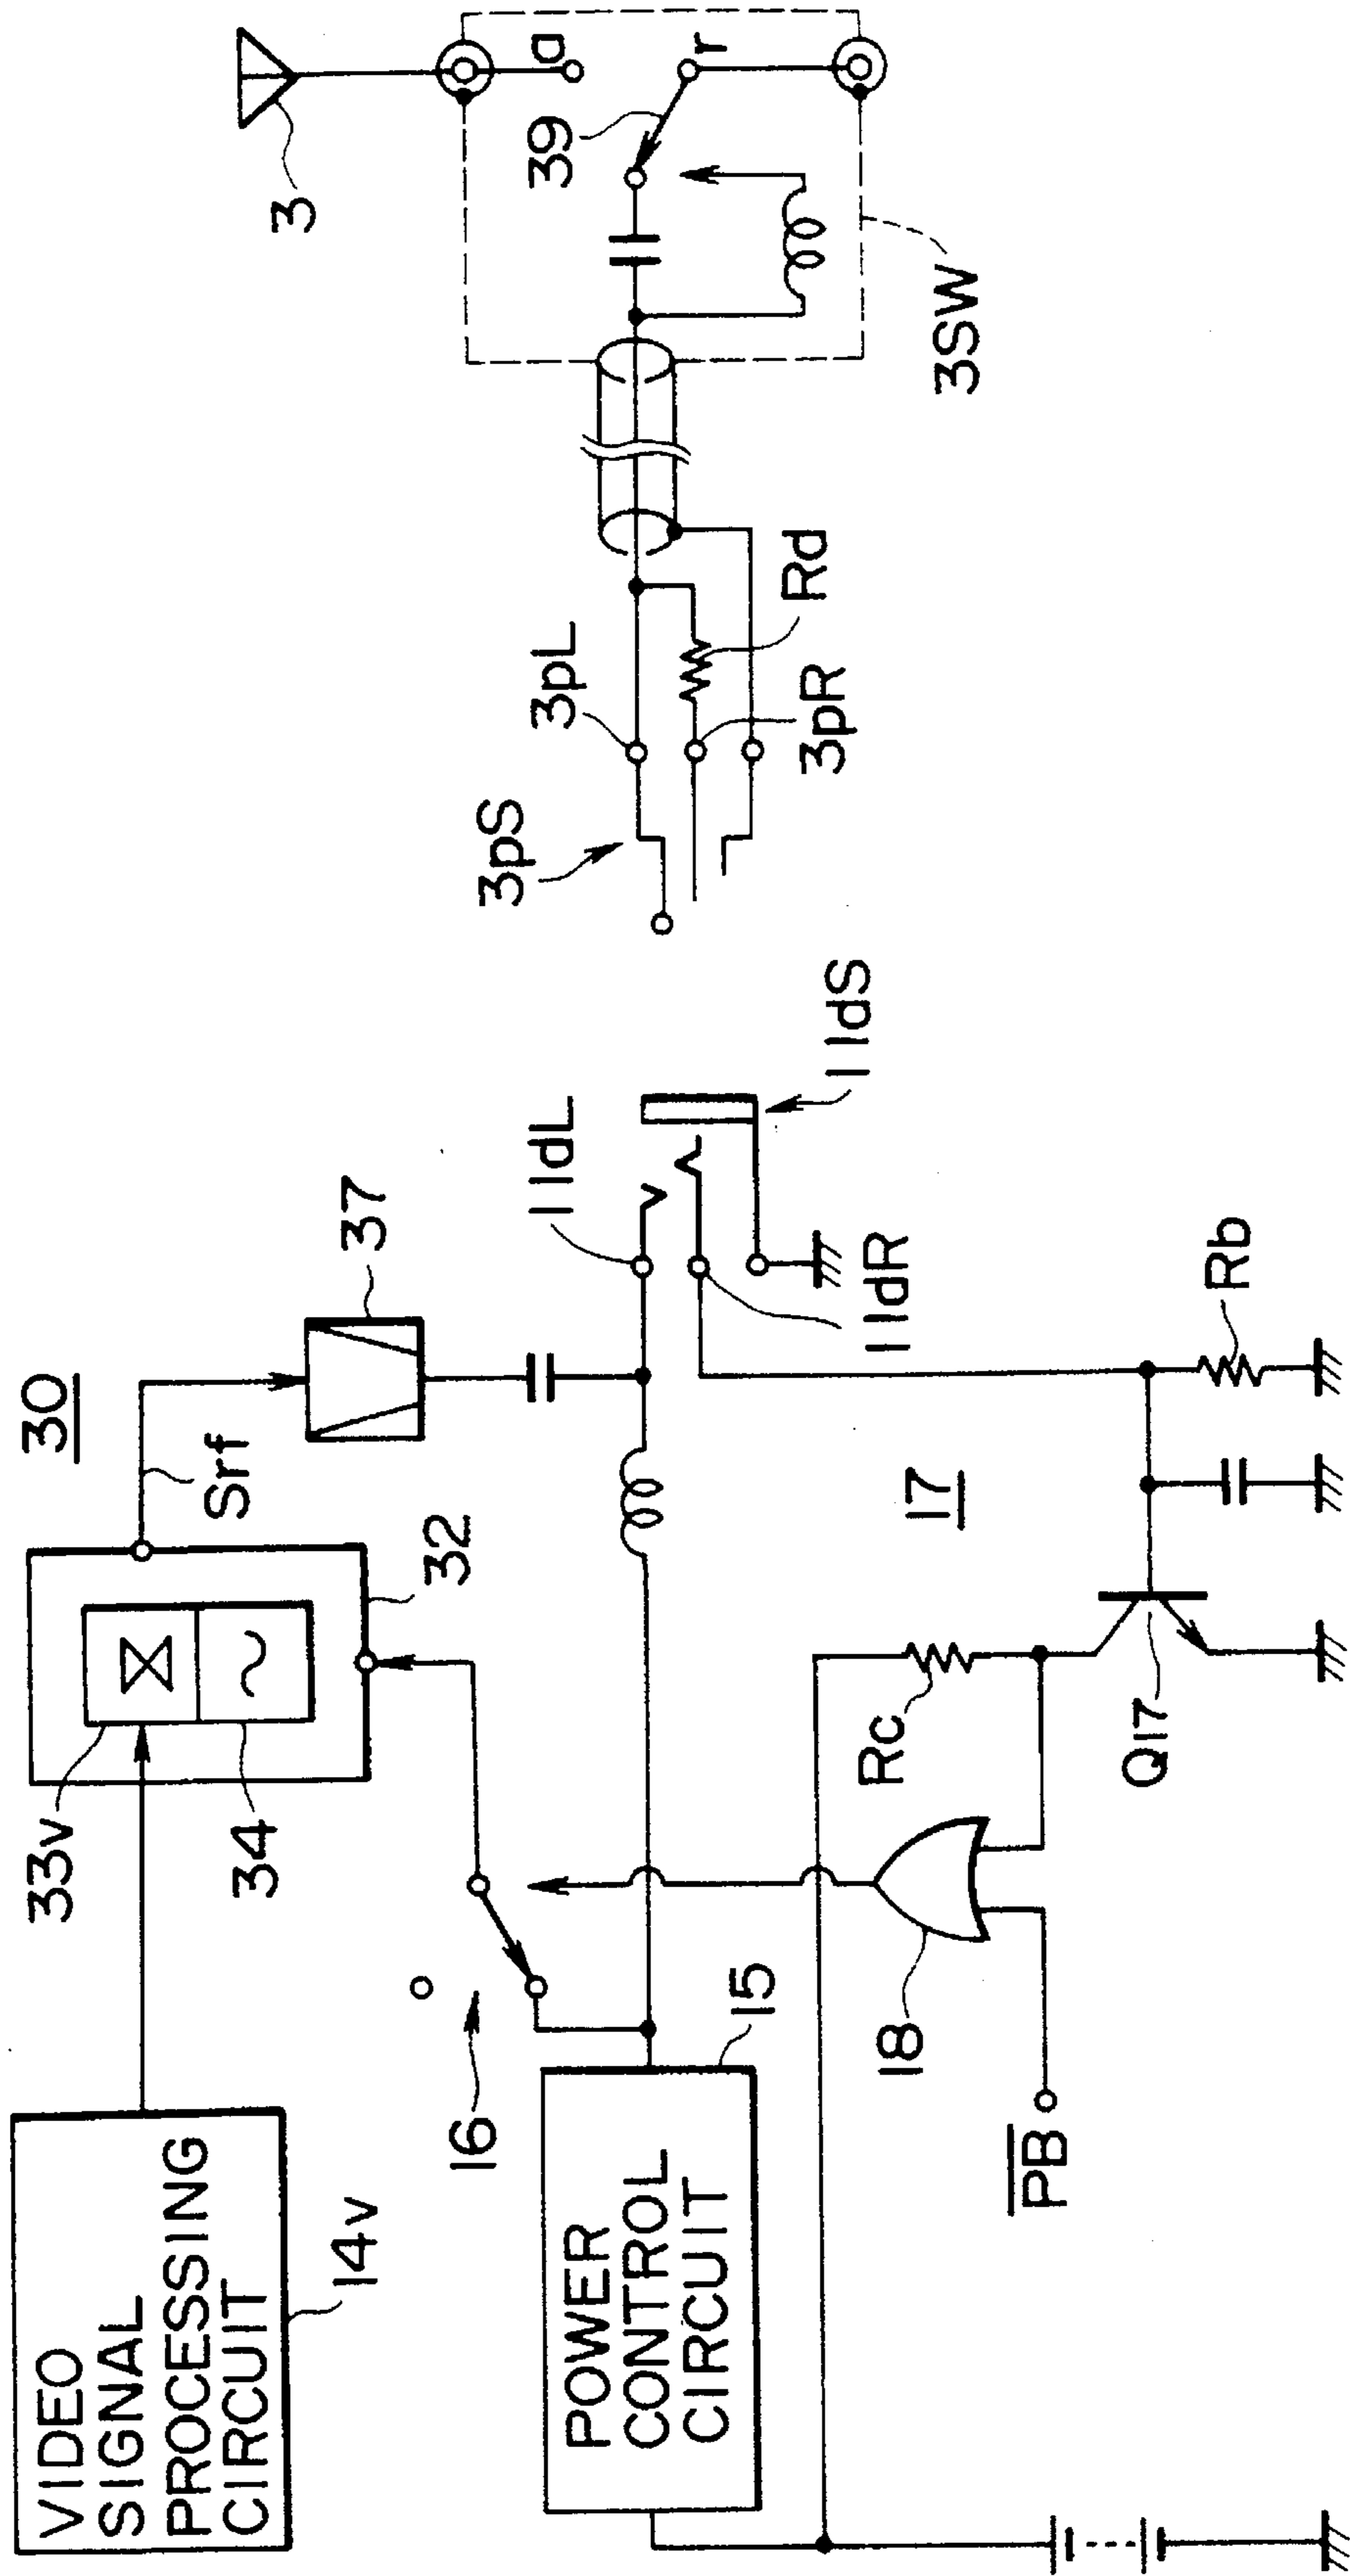 30
VIDEO
SIGNAL
PROCESSING
CIRCUIT
14v
33v
34
32
Srf
37
3
a
39
r
3SW
16
POWER
CONTROL
CIRCUIT
15
11dL
11dR
11dS
3pS
3pL
3pR
Rd
17
18
P̅B̅
Rc
Q17
Rb